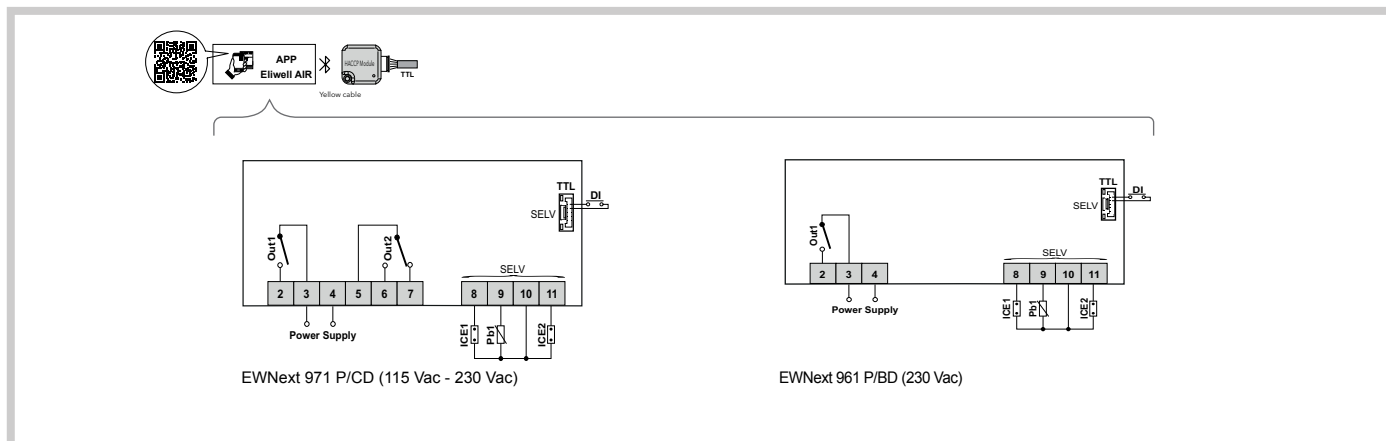 APP
Eliwell AIR
HACCP Module
TTL
Yellow cable
TTL
DI
SELV
Out1
Out2
SELV
2 3 4 5 6 7
8 9 10 11
Power Supply
ICE1
Pb1
ICE2
EWNext 971 P/CD (115 Vac - 230 Vac)
TTL
DI
SELV
Out1
SELV
2 3 4
8 9 10 11
Power Supply
ICE1
Pb1
ICE2
EWNext 961 P/BD (230 Vac)